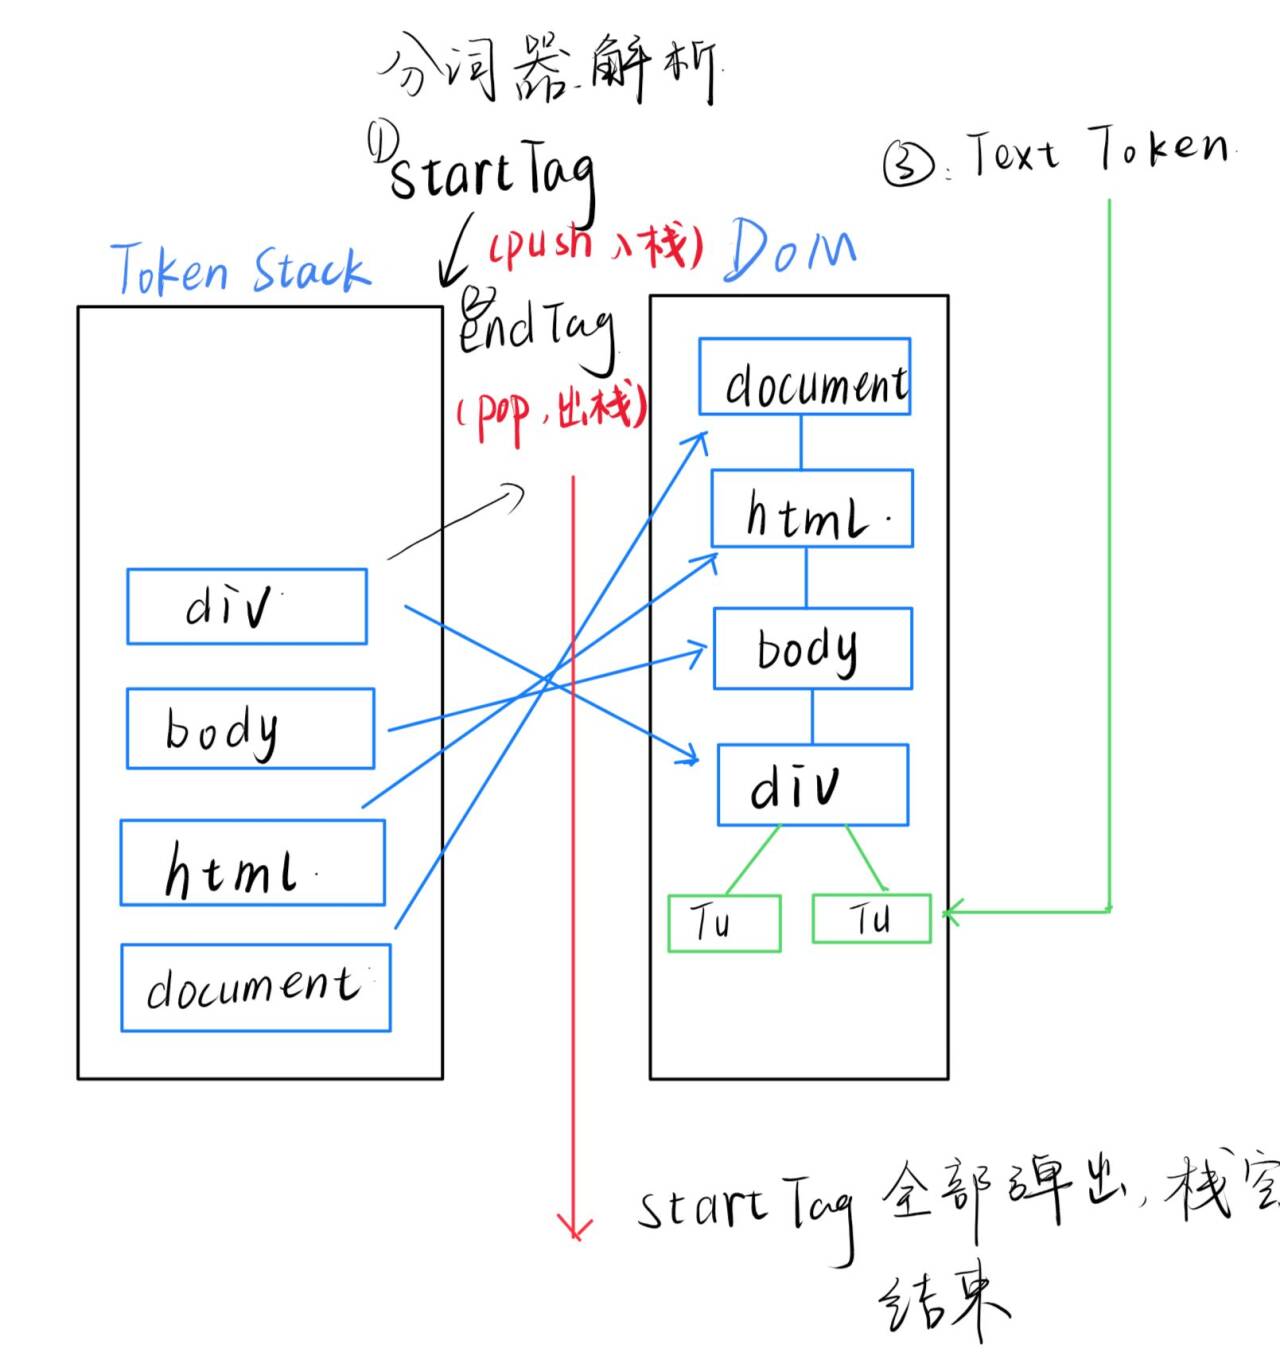 分词器.解析
① startTag
(push 入栈)
③: Text Token
Token Stack
② endTag
(pop,出栈)
DOM
document
html.
body
div
Tu
Tu
div
body
html.
document
startTag 全部弹出,栈空
结束